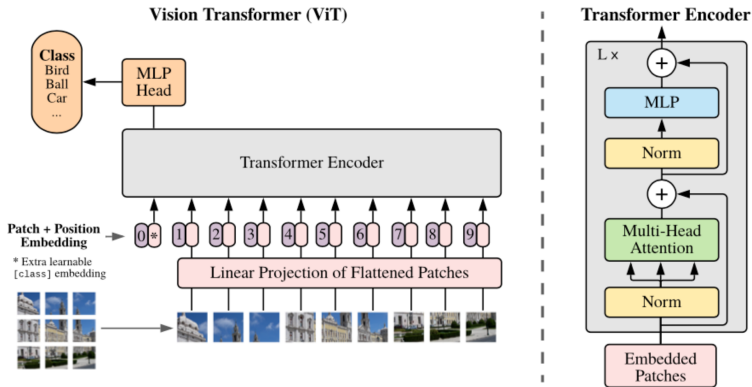 Vision Transformer (ViT)
Class
Bird
Ball
Car
...
MLP
Head
Transformer Encoder
Patch + Position
Embedding
0 * 1 2 3 4 5 6 7 8 9
* Extra learnable
[class] embedding
Linear Projection of Flattened Patches
Transformer Encoder
L ×
+
MLP
Norm
+
Multi-Head
Attention
Norm
Embedded
Patches